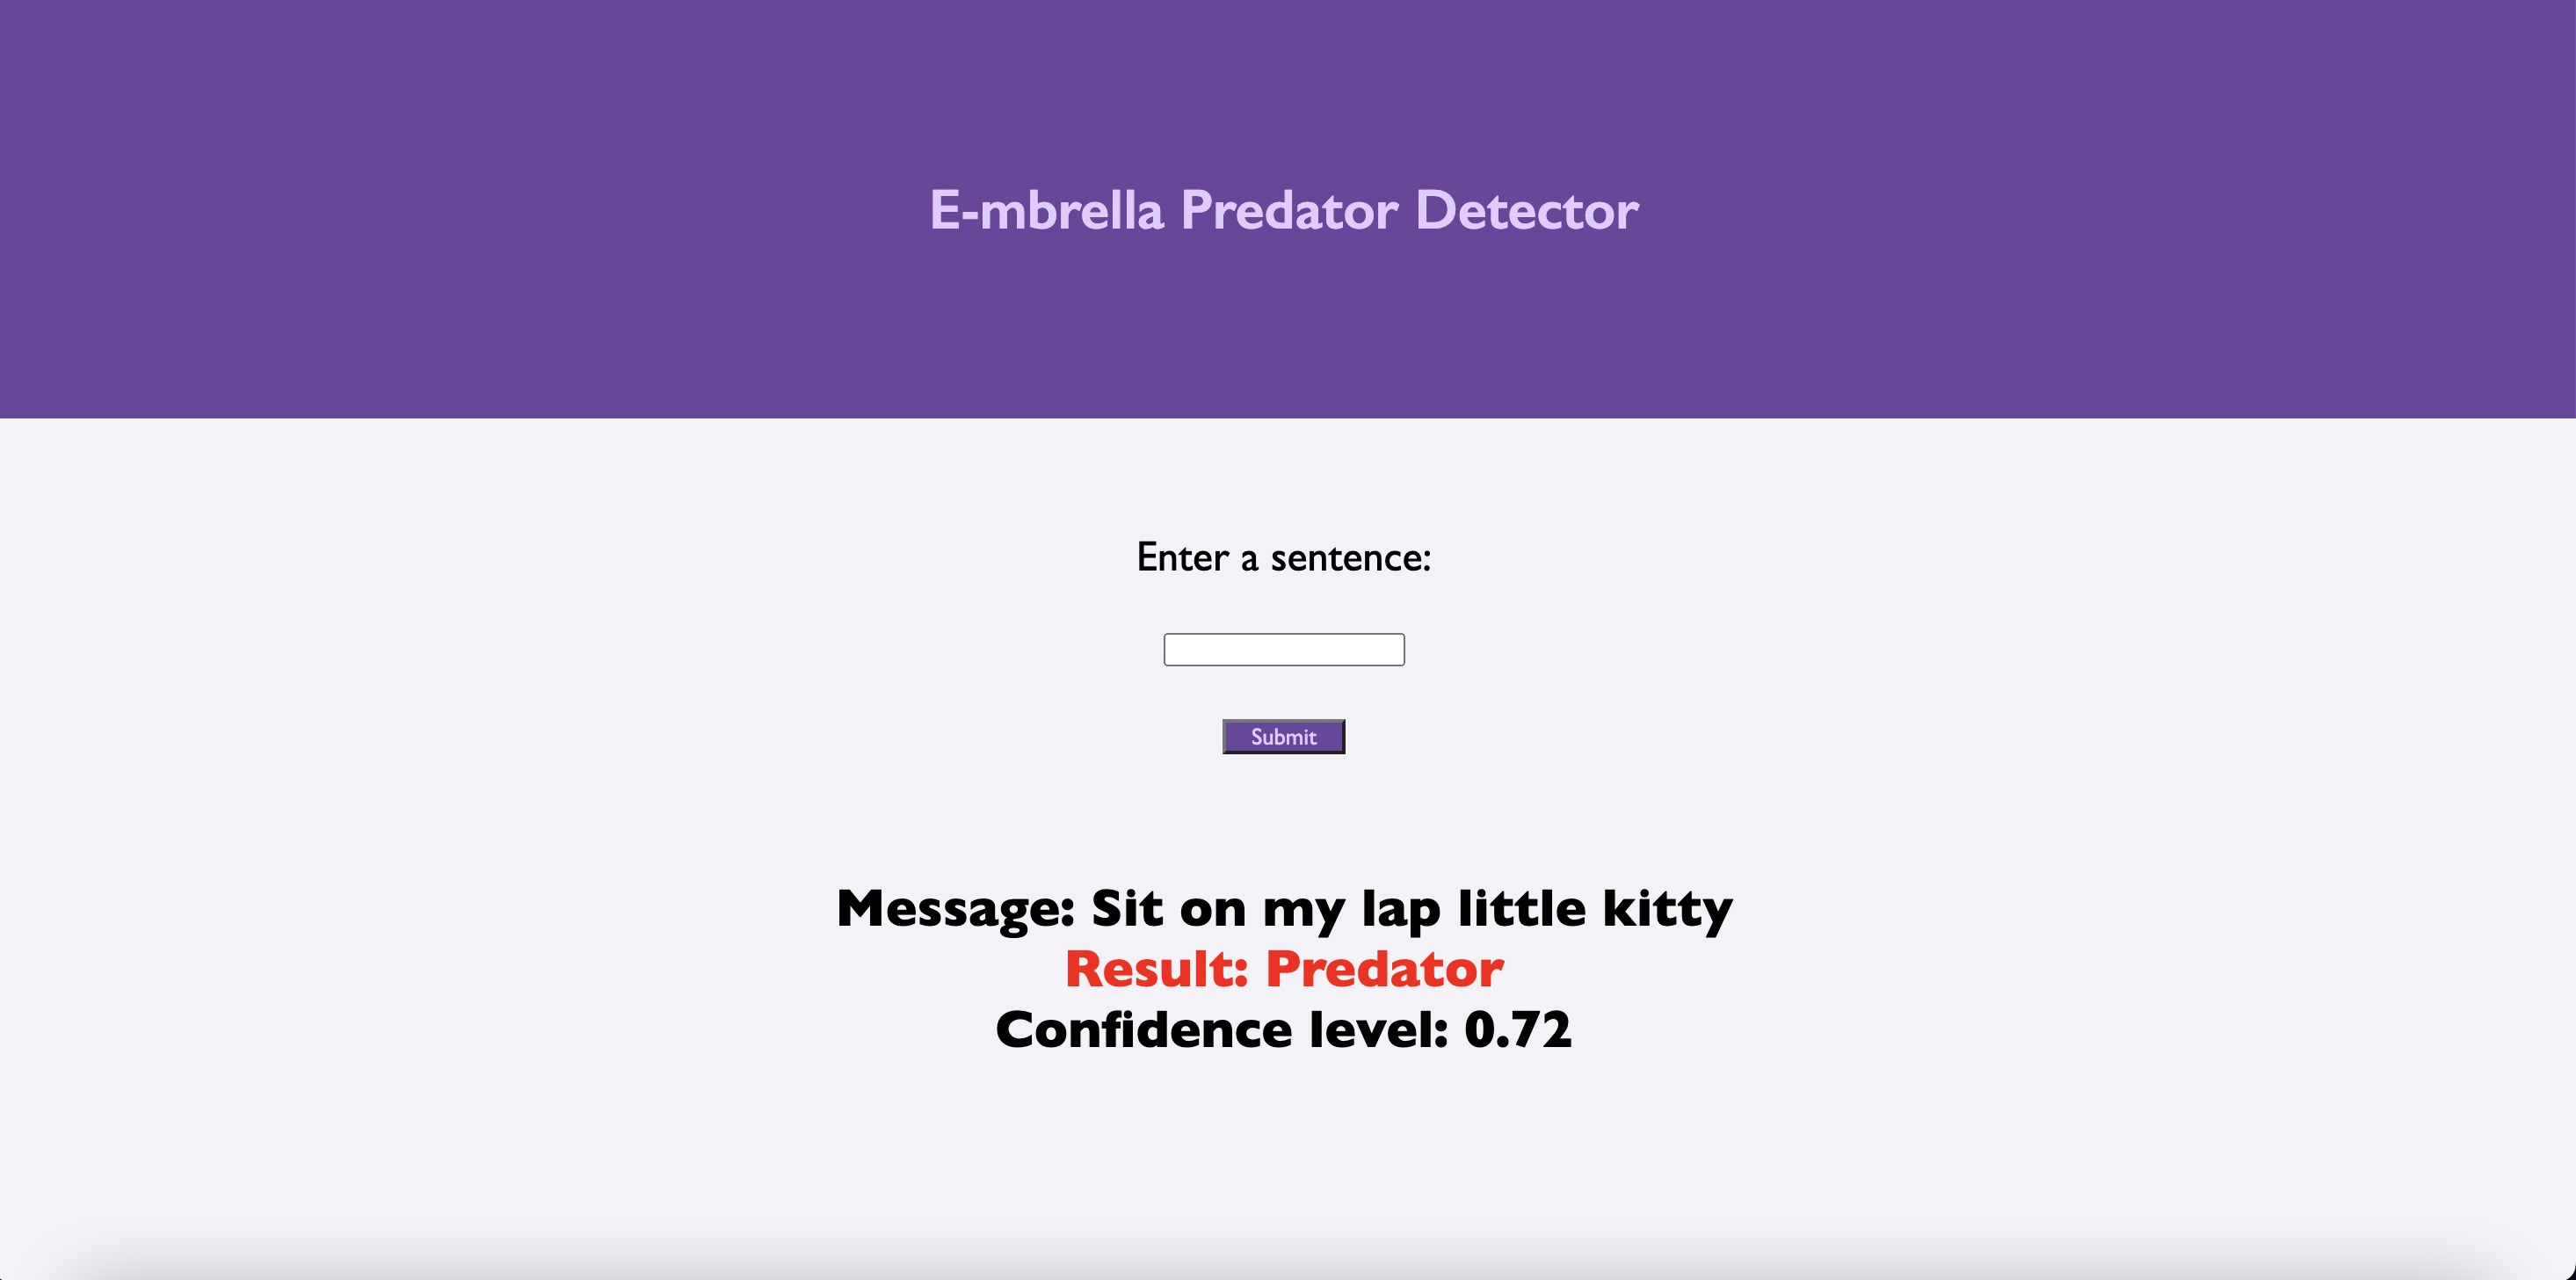 E-mbrella Predator Detector
Enter a sentence:
Submit
Message: Sit on my lap little kitty
Result: Predator
Confidence level: 0.72